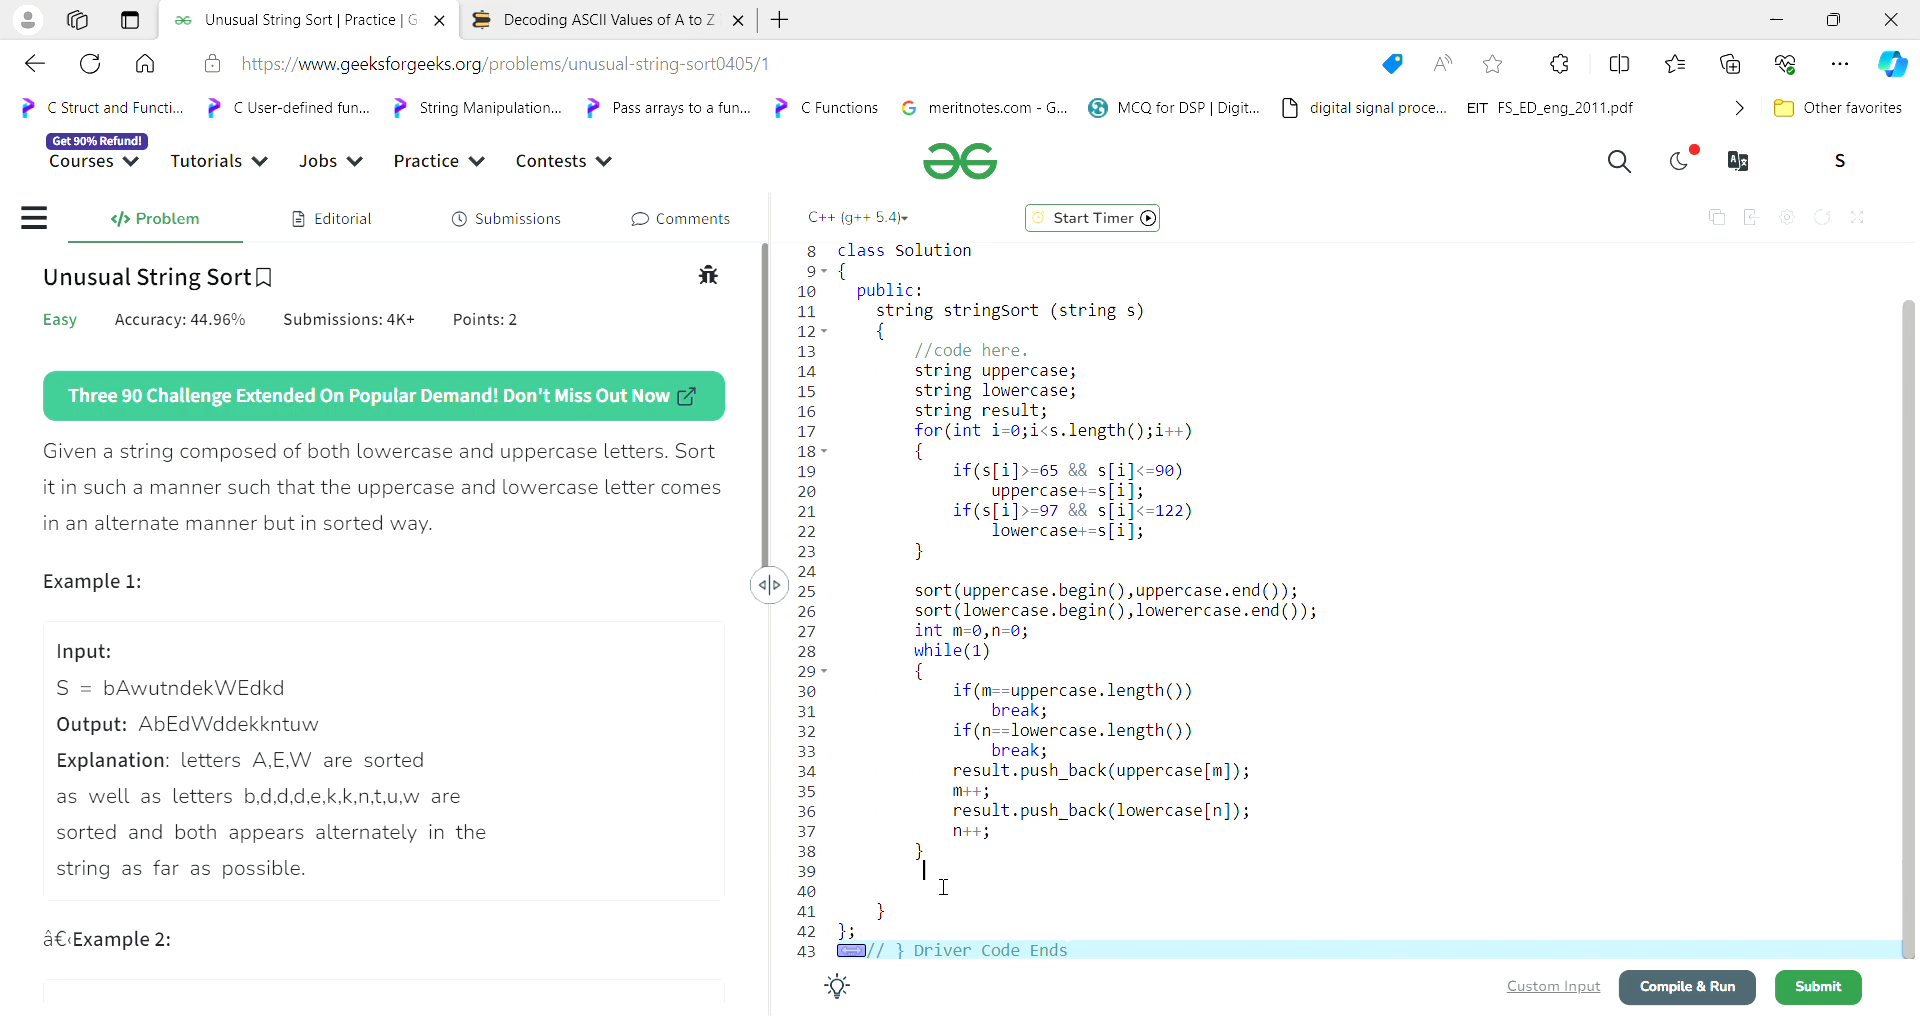 Unusual String Sort | Practice | G
Decoding ASCII Values of A to Z
https://www.geeksforgeeks.org/problems/unusual-string-sort0405/1
C Struct and Functi...
C User-defined fun...
String Manipulation...
Pass arrays to a fun...
C Functions
meritnotes.com - G...
MCQ for DSP | Digit...
digital signal proce...
EIT FS_ED_eng_2011.pdf
Other favorites
Get 90% Refund!
Courses
Tutorials
Jobs
Practice
Contests
S
</> Problem
Editorial
Submissions
Comments
C++ (g++ 5.4)
Start Timer
Unusual String Sort
Easy Accuracy: 44.96% Submissions: 4K+ Points: 2
Three 90 Challenge Extended On Popular Demand! Don't Miss Out Now
Given a string composed of both lowercase and uppercase letters. Sort
it in such a manner such that the uppercase and lowercase letter comes
in an alternate manner but in sorted way.
Example 1:
Input:
S = bAwutndekWEdkd
Output: AbEdWddekkntuw
Explanation: letters A,E,W are sorted
as well as letters b,d,d,d,e,k,k,n,t,u,w are
sorted and both appears alternately in the
string as far as possible.
â€‹Example 2:
8 class Solution
9 {
10 public:
11 string stringSort (string s)
12 {
13 //code here.
14 string uppercase;
15 string lowercase;
16 string result;
17 for(int i=0;i<s.length();i++)
18 {
19 if(s[i]>=65 && s[i]<=90)
20 uppercase+=s[i];
21 if(s[i]>=97 && s[i]<=122)
22 lowercase+=s[i];
23 }
24
25 sort(uppercase.begin(),uppercase.end());
26 sort(lowercase.begin(),lowerercase.end());
27 int m=0,n=0;
28 while(1)
29 {
30 if(m==uppercase.length())
31 break;
32 if(n==lowercase.length())
33 break;
34 result.push_back(uppercase[m]);
35 m++;
36 result.push_back(lowercase[n]);
37 n++;
38 }
39
40
41 }
42 };
43 // } Driver Code Ends
Custom Input
Compile & Run
Submit